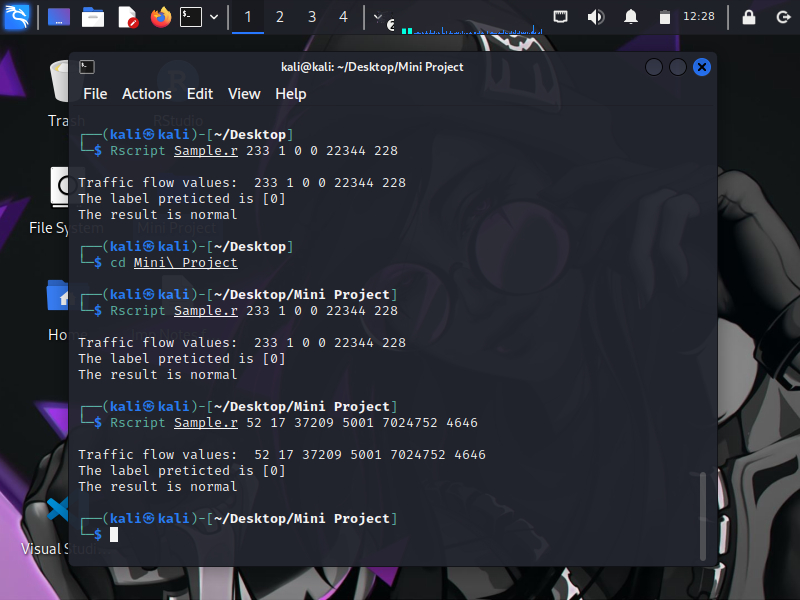 1 2 3 4 12:28
kali@kali: ~/Desktop/Mini Project
File Actions Edit View Help
┌──(kali㉿kali)-[~/Desktop]
└─$ Rscript Sample.r 233 1 0 0 22344 228
Traffic flow values:  233 1 0 0 22344 228
The label preticted is [0]
The result is normal
┌──(kali㉿kali)-[~/Desktop]
└─$ cd Mini\ Project
┌──(kali㉿kali)-[~/Desktop/Mini Project]
└─$ Rscript Sample.r 233 1 0 0 22344 228
Traffic flow values:  233 1 0 0 22344 228
The label preticted is [0]
The result is normal
┌──(kali㉿kali)-[~/Desktop/Mini Project]
└─$ Rscript Sample.r 52 17 37209 5001 7024752 4646
Traffic flow values:  52 17 37209 5001 7024752 4646
The label preticted is [0]
The result is normal
┌──(kali㉿kali)-[~/Desktop/Mini Project]
└─$
Trash
RStudio
File System
Mini Project
Home
Visual Studio